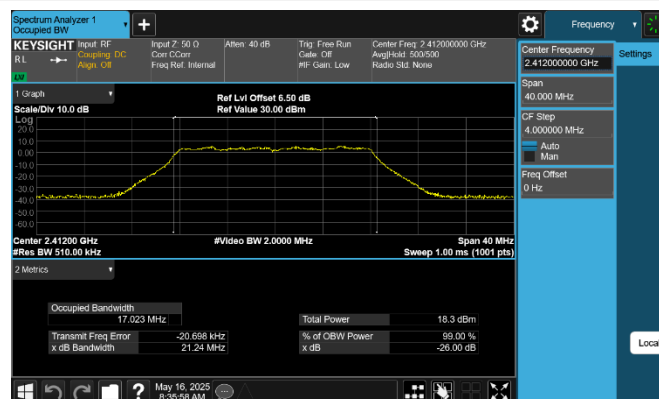 Spectrum Analyzer 1
Occupied BW
Frequency
KEYSIGHT Input: RF Input Z: 50 Ω Atten: 40 dB Trig: Free Run Center Freq: 2.412000000 GHz
RL Coupling: DC Corr CCorr Gate: Off Avg|Hold: 500/500
Align: Off Freq Ref: Internal #IF Gain: Low Radio Std: None
Center Frequency
2.412000000 GHz
Settings
Span
40.000 MHz
CF Step
4.000000 MHz
Auto
Man
Freq Offset
0 Hz
1 Graph
Ref Lvl Offset 6.50 dB
Scale/Div 10.0 dB Ref Value 30.00 dBm
Log
20.0
10.0
0.00
-10.0
-20.0
-30.0
-40.0
-50.0
-60.0
Center 2.41200 GHz #Video BW 2.0000 MHz Span 40 MHz
#Res BW 510.00 kHz Sweep 1.00 ms (1001 pts)
2 Metrics
Occupied Bandwidth
17.023 MHz Total Power 18.3 dBm
Transmit Freq Error -20.698 kHz % of OBW Power 99.00 %
x dB Bandwidth 21.24 MHz x dB -26.00 dB
Local
May 16, 2025
8:35:58 AM